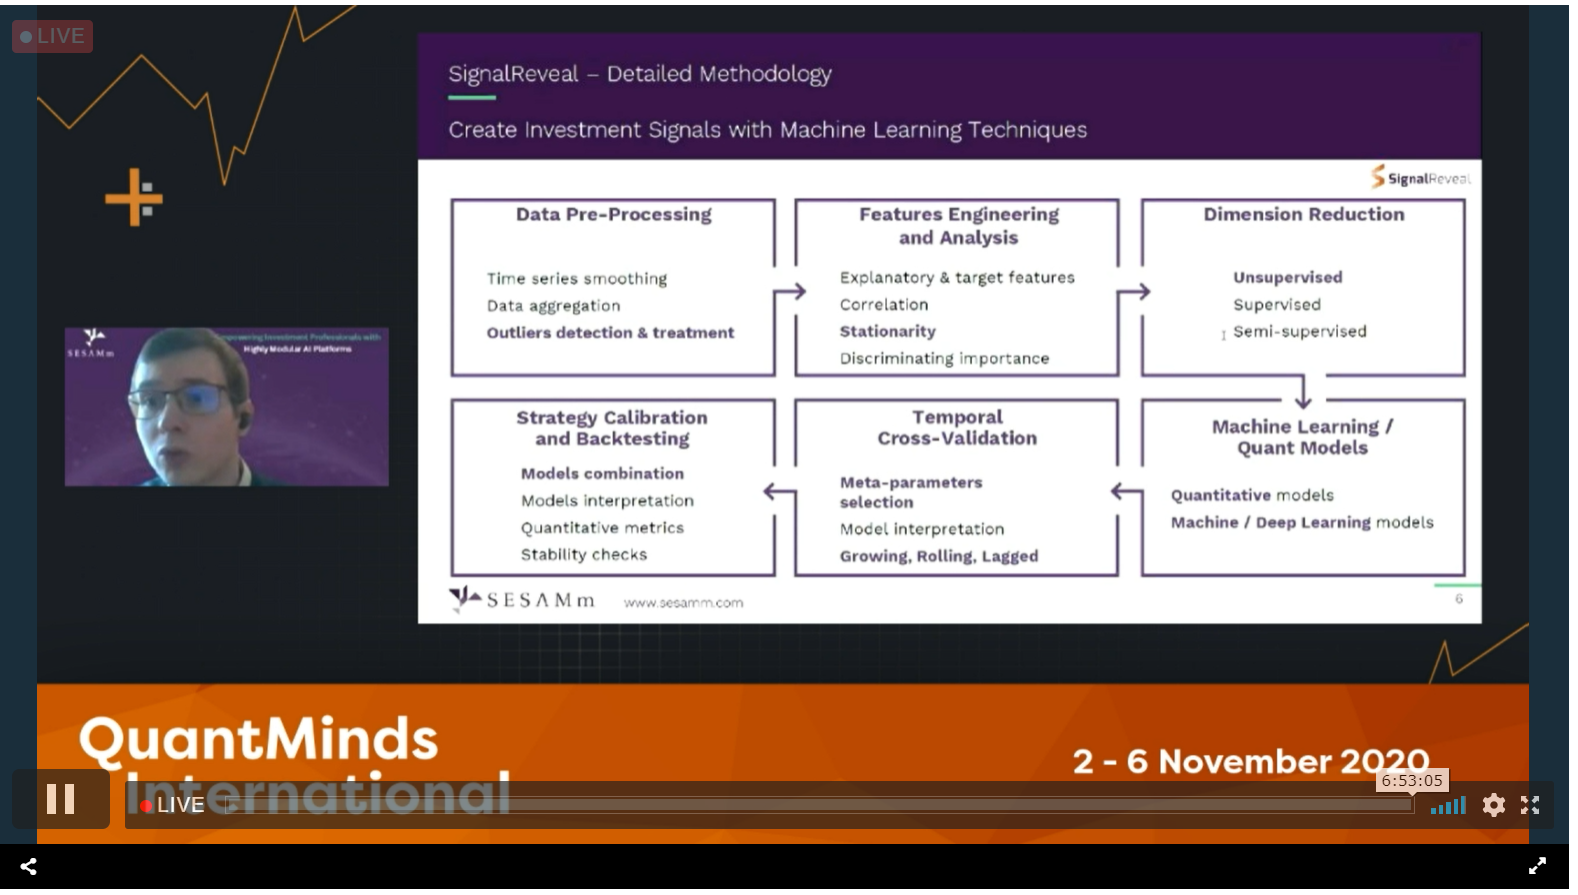 LIVE
SignalReveal – Detailed Methodology
Create Investment Signals with Machine Learning Techniques
SignalReveal
Data Pre-Processing
Time series smoothing
Data aggregation
Outliers detection & treatment
Features Engineering
and Analysis
Explanatory & target features
Correlation
Stationarity
Discriminating importance
Dimension Reduction
Unsupervised
Supervised
Semi-supervised
Strategy Calibration
and Backtesting
Models combination
Models interpretation
Quantitative metrics
Stability checks
Temporal
Cross-Validation
Meta-parameters
selection
Model interpretation
Growing, Rolling, Lagged
Machine Learning /
Quant Models
Quantitative models
Machine / Deep Learning models
SESAMm
www.sesamm.com
6
SESAMm
Empowering Investment Professionals with
Highly Modular AI Platforms
QuantMinds
International
2 - 6 November 2020
6:53:05
LIVE